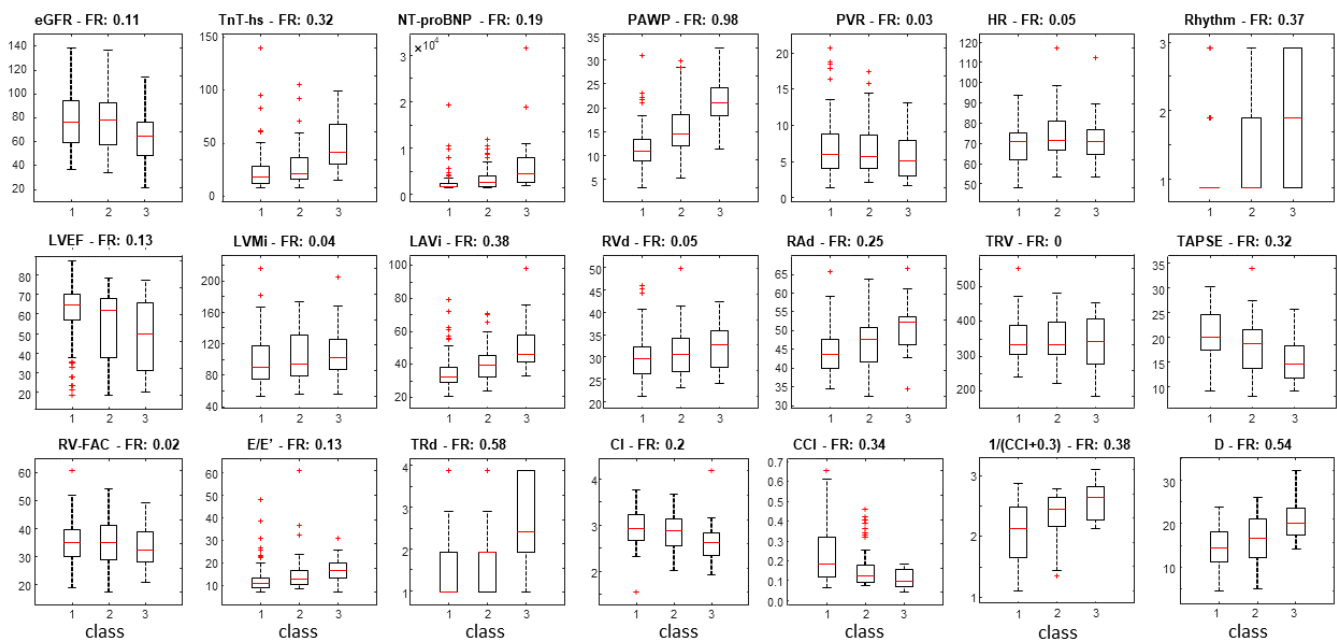 eGFR - FR: 0.11
TnT-hs - FR: 0.32
NT-proBNP - FR: 0.19
PAWP - FR: 0.98
PVR - FR: 0.03
HR - FR: 0.05
Rhythm - FR: 0.37
140
120
100
80
60
40
20
1 2 3
150
100
50
0
1 2 3
×10⁴
3
2
1
0
1 2 3
35
30
25
20
15
10
5
1 2 3
20
15
10
5
0
1 2 3
120
110
100
90
80
70
60
50
1 2 3
3
2
1
1 2 3
LVEF - FR: 0.13
LVMi - FR: 0.04
LAVi - FR: 0.38
RVd - FR: 0.05
RAd - FR: 0.25
TRV - FR: 0
TAPSE - FR: 0.32
80
70
60
50
40
30
20
1 2 3
200
160
120
80
40
1 2 3
100
80
60
40
20
1 2 3
50
45
40
35
30
25
20
1 2 3
65
60
55
50
45
40
35
30
1 2 3
500
400
300
200
1 2 3
35
30
25
20
15
10
1 2 3
RV-FAC - FR: 0.02
E/E’ - FR: 0.13
TRd - FR: 0.58
CI - FR: 0.2
CCI - FR: 0.34
1/(CCI+0.3) - FR: 0.38
D - FR: 0.54
60
50
40
30
20
1 2 3
class
60
50
40
30
20
10
1 2 3
class
4
3
2
1
1 2 3
class
4
3
2
1 2 3
class
0.7
0.6
0.5
0.4
0.3
0.2
0.1
0.0
1 2 3
class
3
2
1
1 2 3
class
30
20
10
0
1 2 3
class